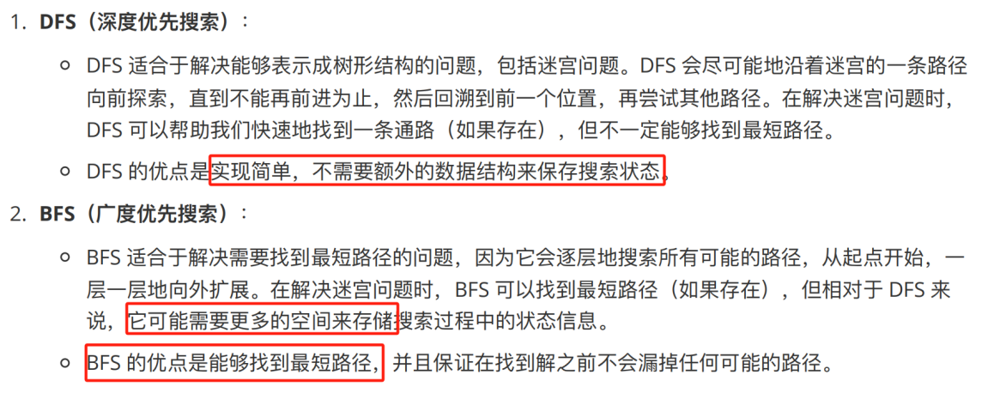 1. DFS（深度优先搜索）：
DFS 适合于解决能够表示成树形结构的问题，包括迷宫问题。DFS 会尽可能地沿着迷宫的一条路径
向前探索，直到不能再前进为止，然后回溯到前一个位置，再尝试其他路径。在解决迷宫问题时，
DFS 可以帮助我们快速地找到一条通路（如果存在），但不一定能够找到最短路径。
DFS 的优点是实现简单，不需要额外的数据结构来保存搜索状态。
2. BFS（广度优先搜索）：
BFS 适合于解决需要找到最短路径的问题，因为它会逐层地搜索所有可能的路径，从起点开始，一
层一层地向外扩展。在解决迷宫问题时，BFS 可以找到最短路径（如果存在），但相对于 DFS 来
说，它可能需要更多的空间来存储搜索过程中的状态信息。
BFS 的优点是能够找到最短路径，并且保证在找到解之前不会漏掉任何可能的路径。